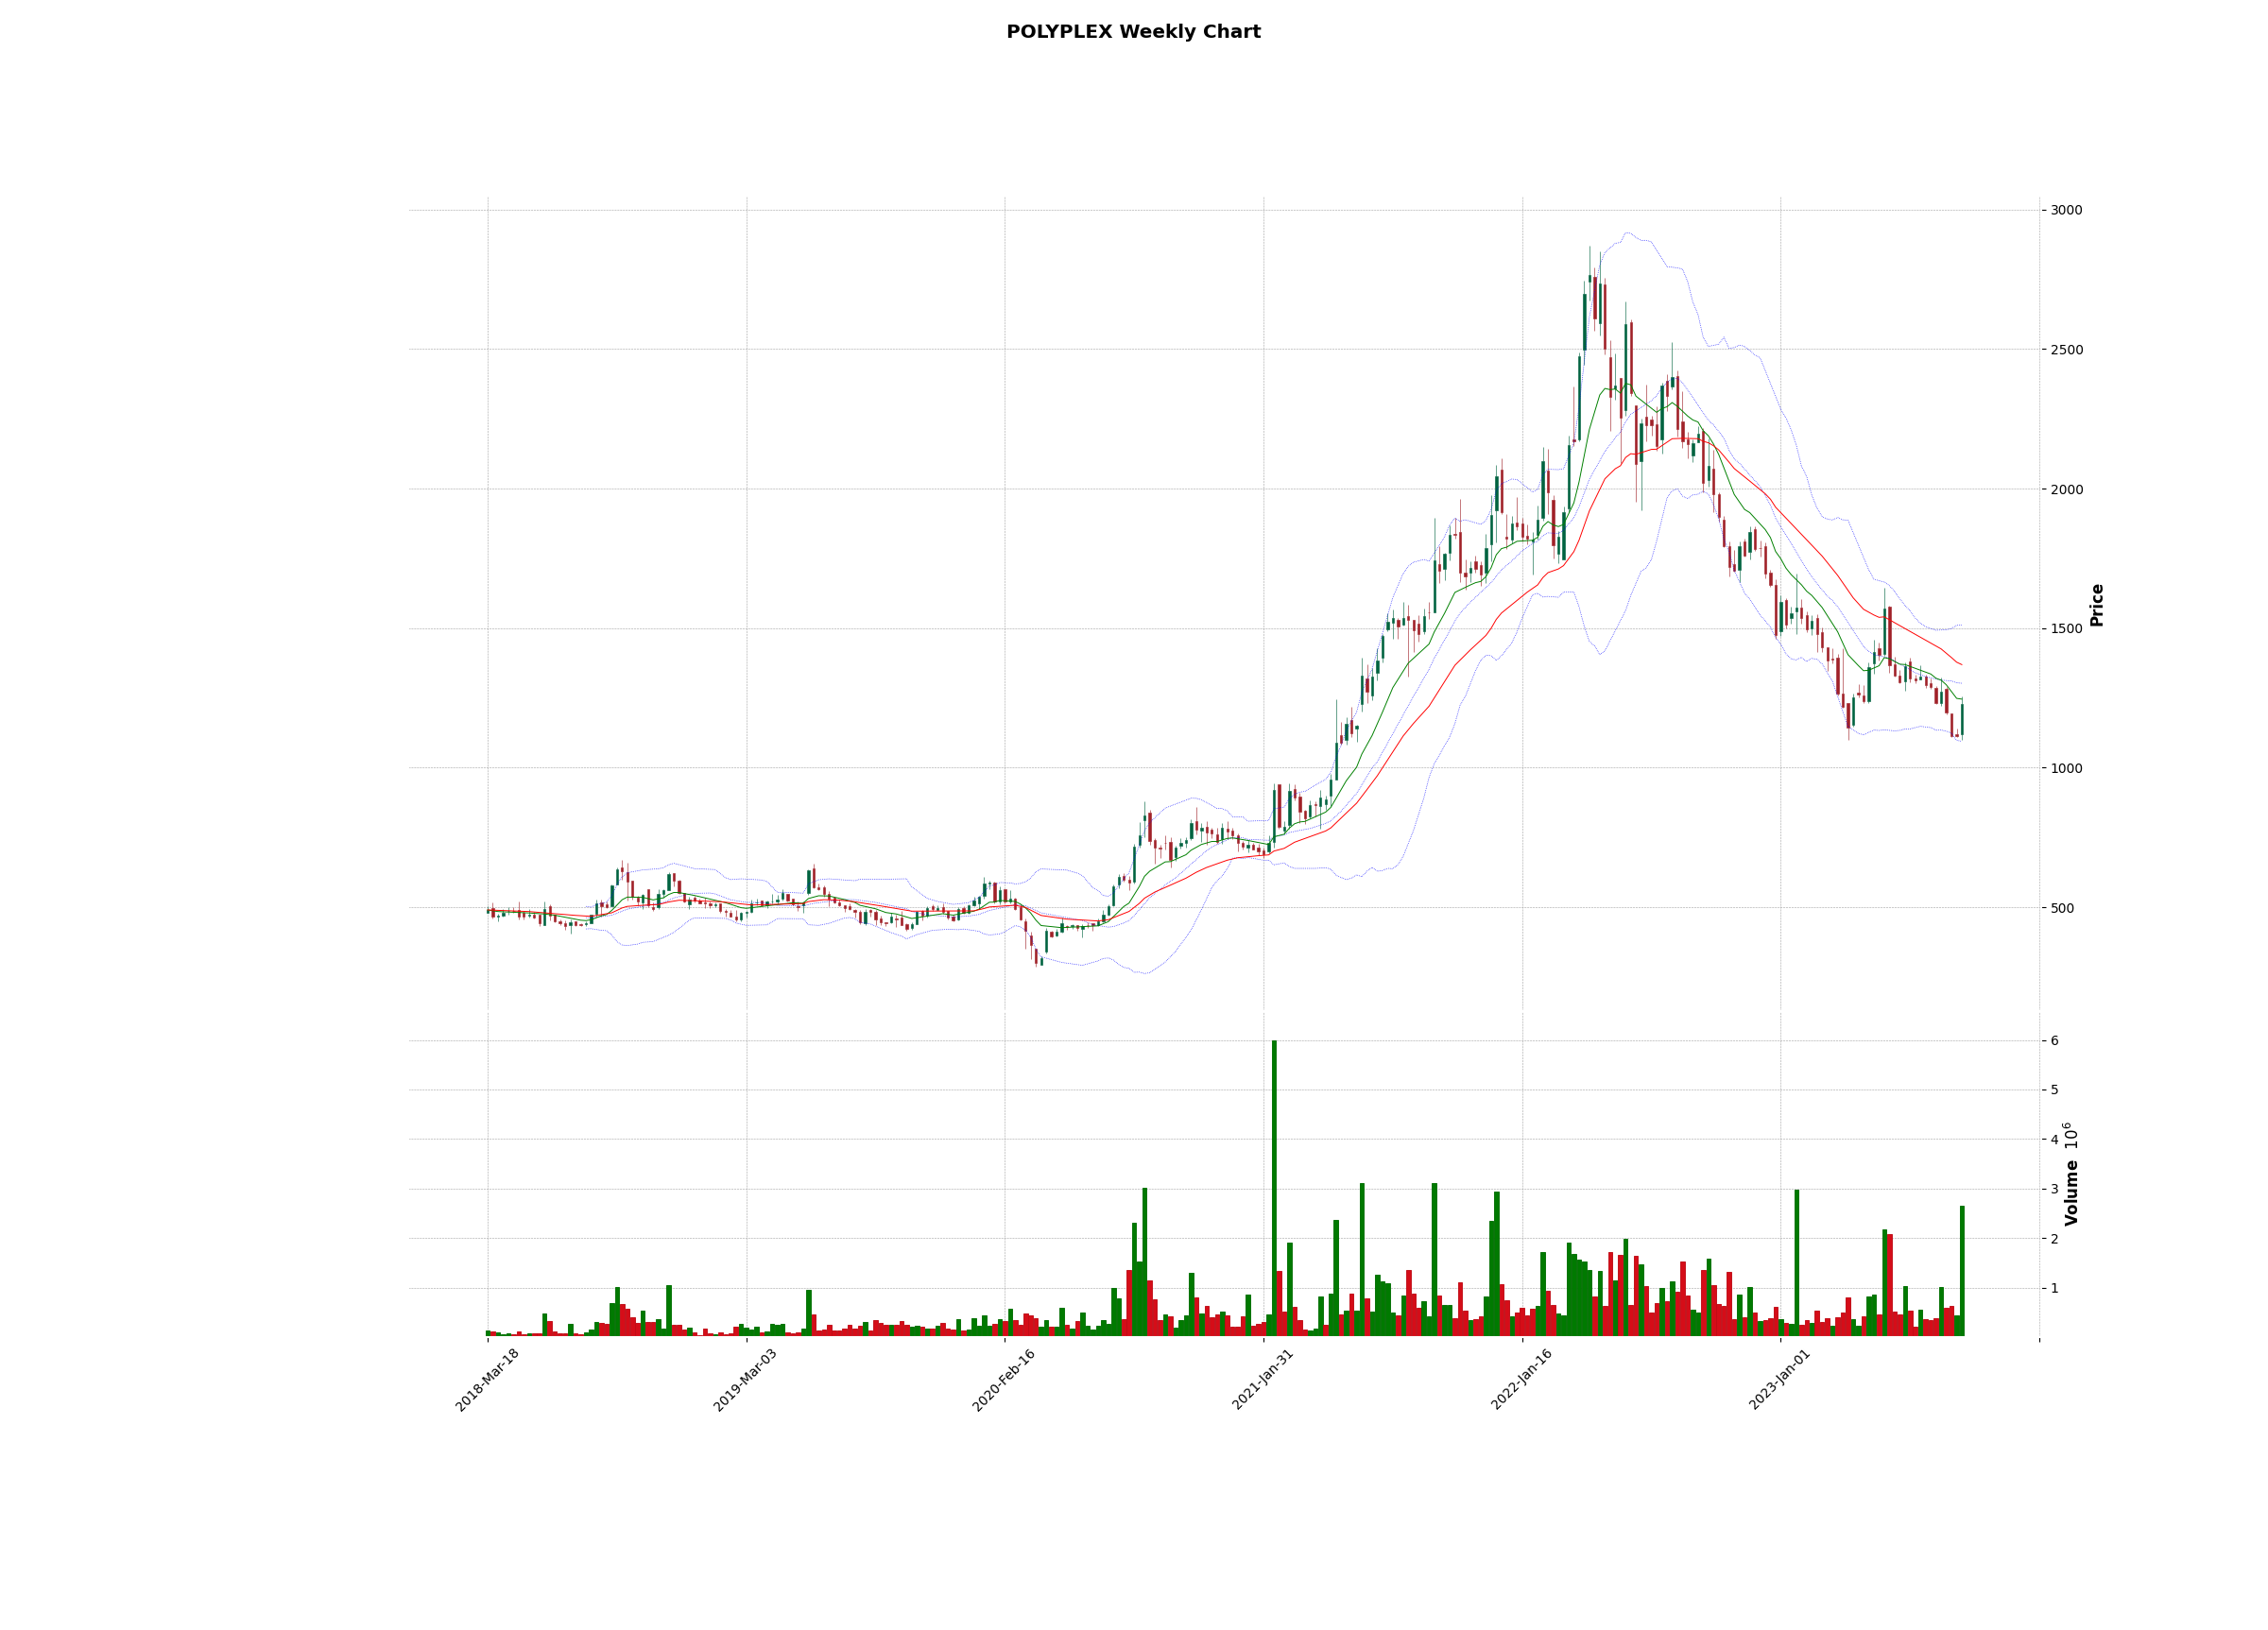 POLYPLEX Weekly Chart
3000
2500
2000
1500
1000
500
Price
6
5
4
3
2
1
Volume 10^6
2018-Mar-18
2019-Mar-03
2020-Feb-16
2021-Jan-31
2022-Jan-16
2023-Jan-01